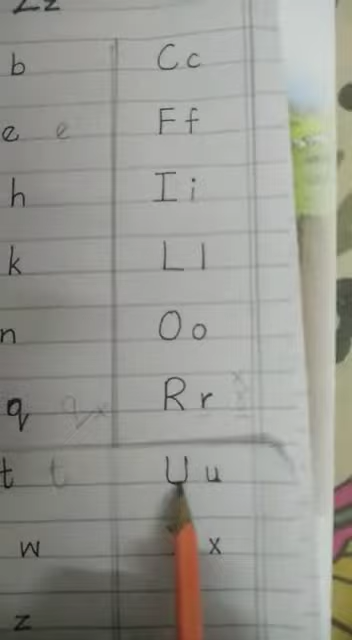 Zz
b Cc
e e Ff
h Ii
k Ll
n Oo
q q Rr
t t Uu
w x
z